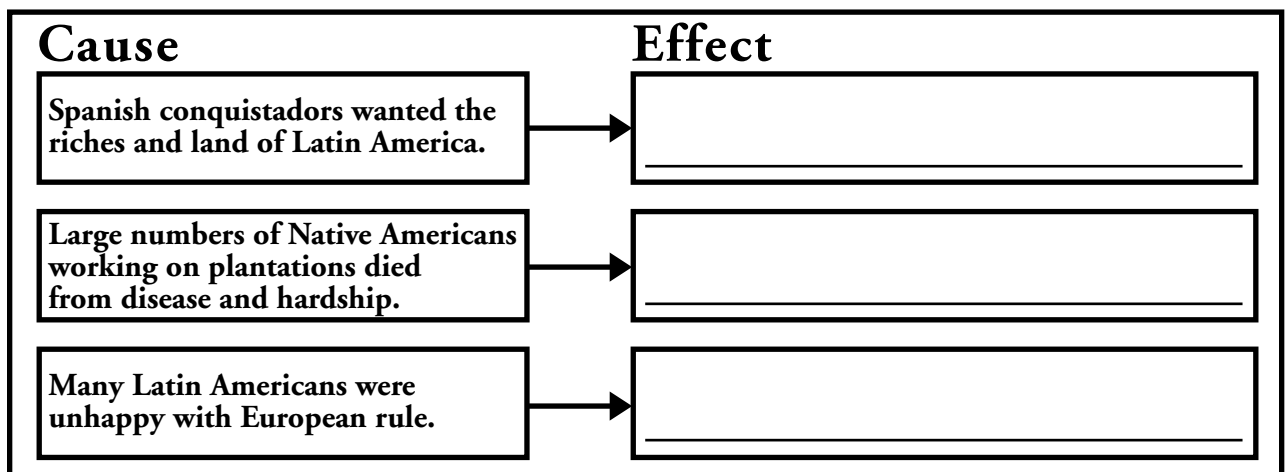 Cause
Effect
Spanish conquistadors wanted the
riches and land of Latin America.
Large numbers of Native Americans
working on plantations died
from disease and hardship.
Many Latin Americans were
unhappy with European rule.